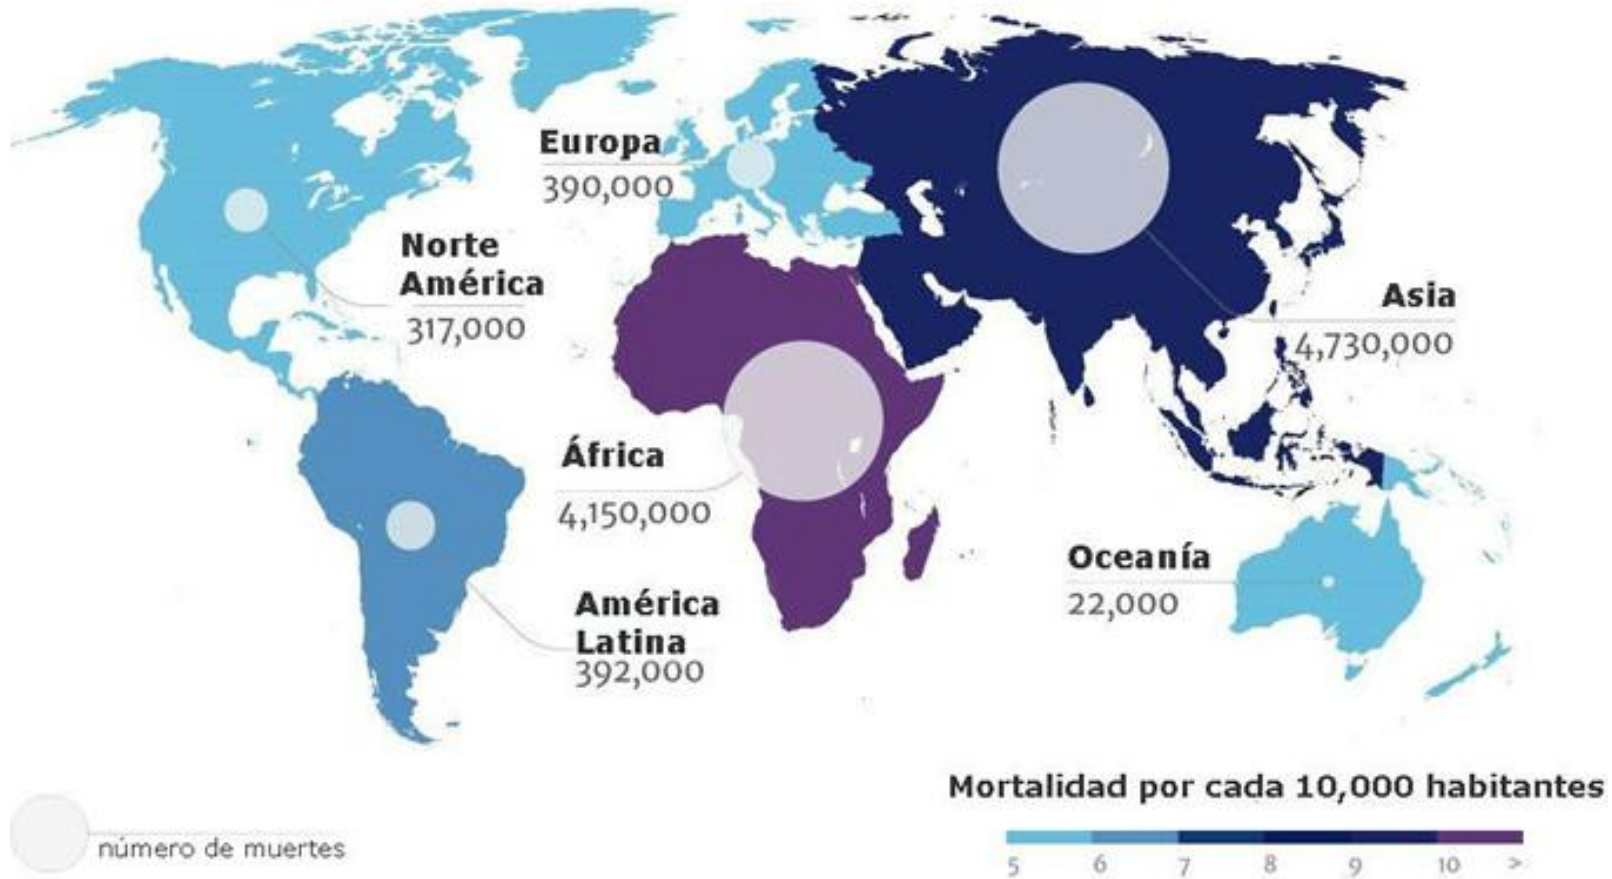 Europa
390,000
Norte
América
317,000
Asia
4,730,000
África
4,150,000
Oceanía
22,000
América
Latina
392,000
Mortalidad por cada 10,000 habitantes
5 6 7 8 9 10 >
número de muertes